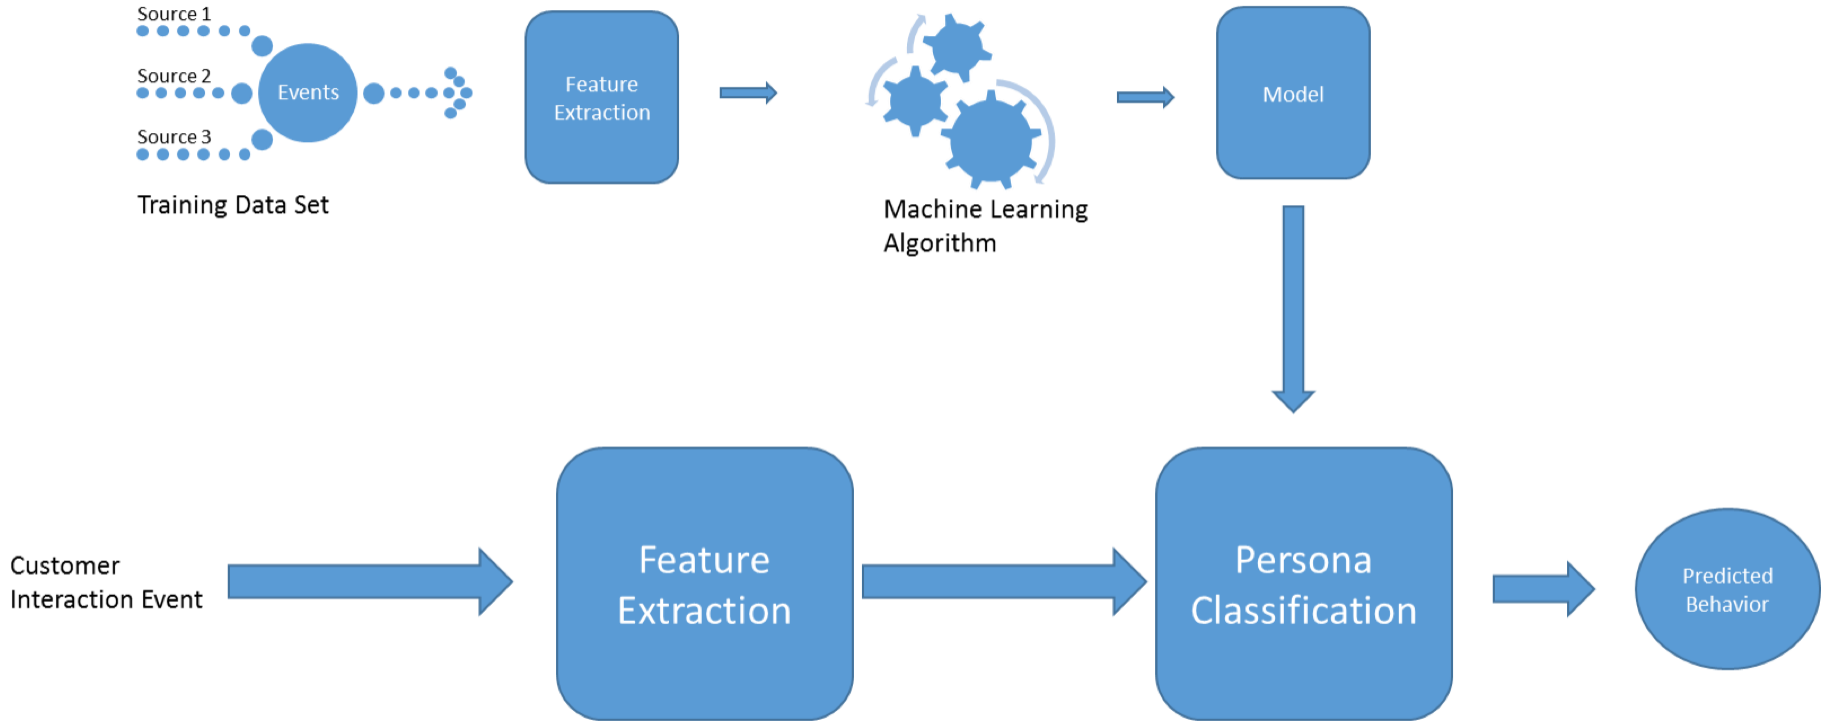 Source 1
Source 2
Events
Source 3
Training Data Set
Feature
Extraction
Machine Learning
Algorithm
Model
Customer
Interaction Event
Feature
Extraction
Persona
Classification
Predicted
Behavior